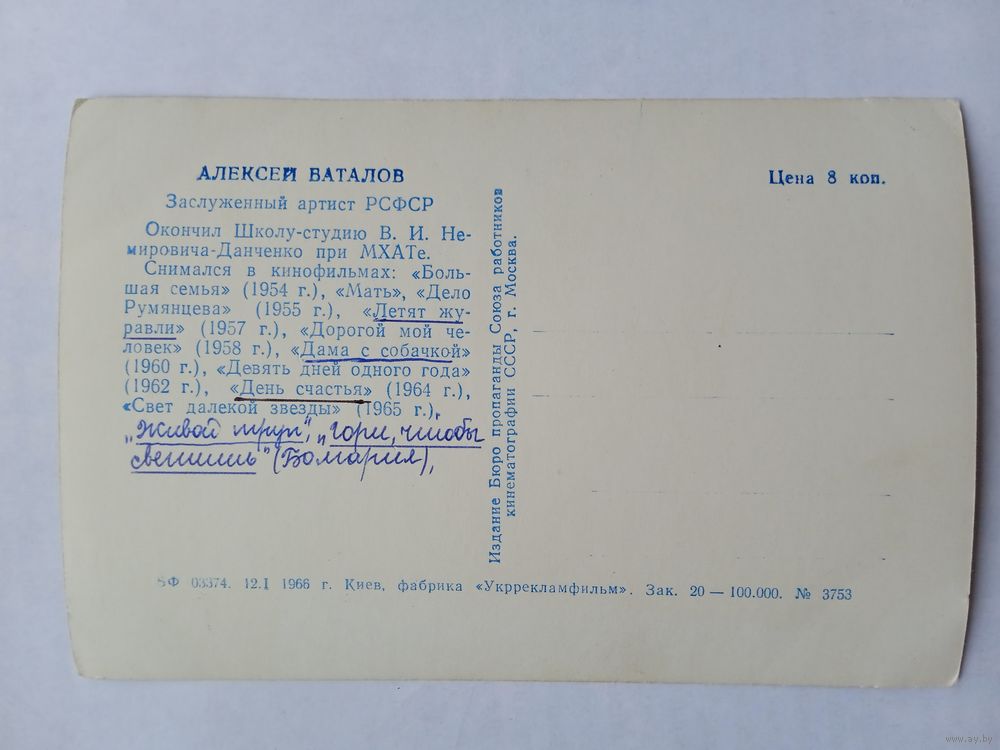 АЛЕКСЕЙ БАТАЛОВ
Заслуженный артист РСФСР
Окончил Школу-студию В. И. Не-
мировича-Данченко при МХАТе.
Снимался в кинофильмах: «Боль-
шая семья» (1954 г.), «Мать», «Дело
Румянцева» (1955 г.), «Летят жу-
равли» (1957 г.), «Дорогой мой че-
ловек» (1958 г.), «Дама с собачкой»
(1960 г.), «Девять дней одного года»
(1962 г.), «День счастья» (1964 г.),
«Свет далекой звезды» (1965 г.),
„Живой труп", „Гори, чтобы
светить" (Болгария),
Издание Бюро пропаганды Союза работников
кинематографии СССР, г. Москва.
Цена 8 коп.
БФ 03374. 12.I 1966 г. Киев, фабрика «Укррекламфильм». Зак. 20 — 100.000. № 3753
www.ay.by